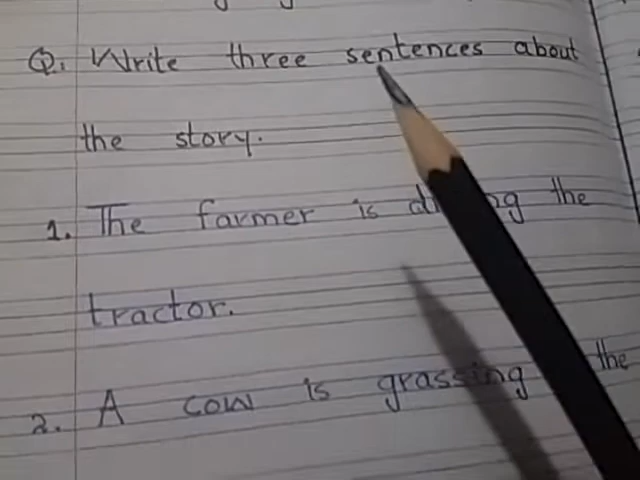 Q. Write three sentences about
the story.
1. The farmer is the
tractor.
2. A cow is grassing the